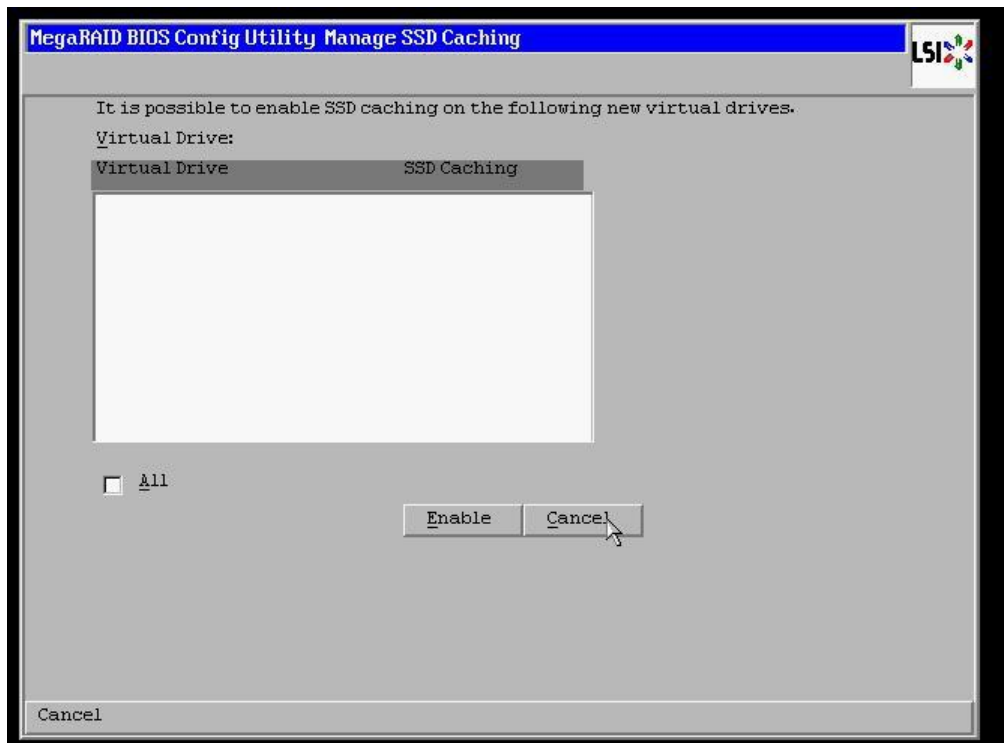 MegaRAID BIOS Config Utility Manage SSD Caching
LSI
It is possible to enable SSD caching on the following new virtual drives.
Virtual Drive:
Virtual Drive SSD Caching
All
Enable Cancel
Cancel